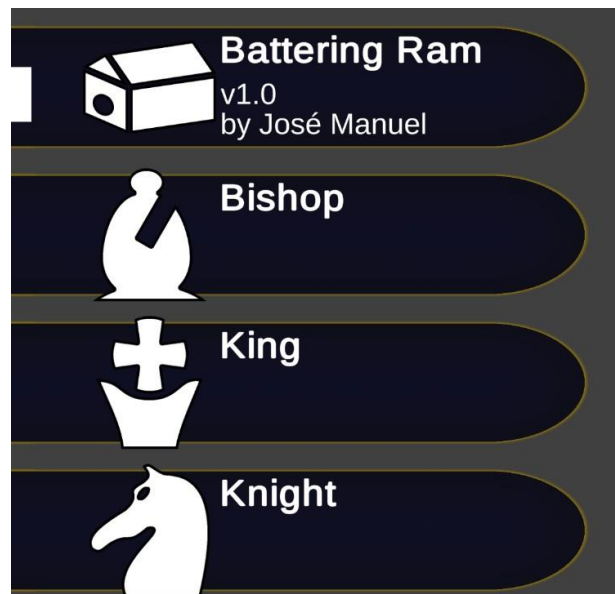 Battering Ram
v1.0
by José Manuel
Bishop
King
Knight